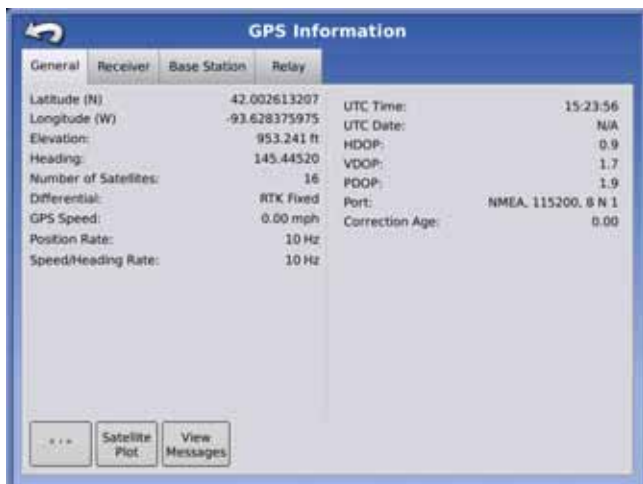 GPS Information
General Receiver Base Station Relay
Latitude (N) 42.002613207
Longitude (W) -93.628375975
Elevation: 953.241 ft
Heading: 145.44520
Number of Satellites: 16
Differential: RTK Fixed
GPS Speed: 0.00 mph
Position Rate: 10 Hz
Speed/Heading Rate: 10 Hz
UTC Time: 15:23:56
UTC Date: N/A
HDOP: 0.9
VDOP: 1.7
PDOP: 1.9
Port: NMEA, 115200, 8 N 1
Correction Age: 0.00
...
Satellite
Plot
View
Messages